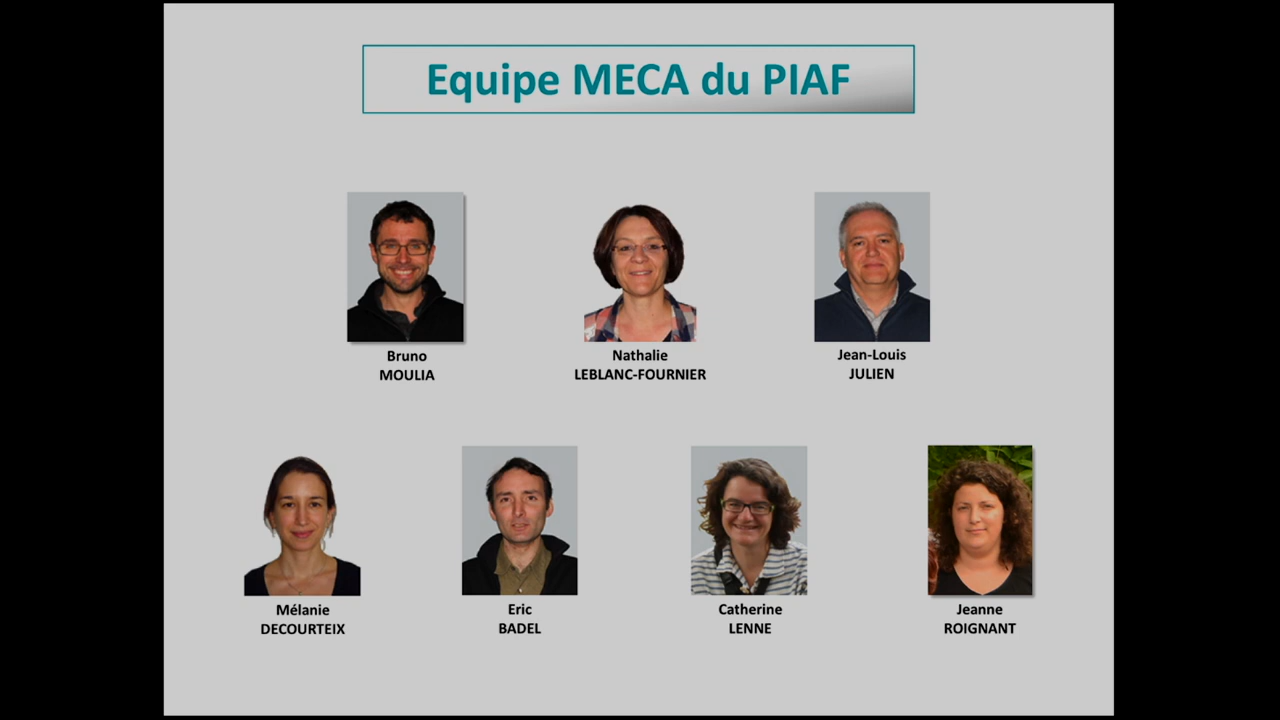 Equipe MECA du PIAF
Bruno
MOULIA
Nathalie
LEBLANC-FOURNIER
Jean-Louis
JULIEN
Mélanie
DECOURTEIX
Eric
BADEL
Catherine
LENNE
Jeanne
ROIGNANT